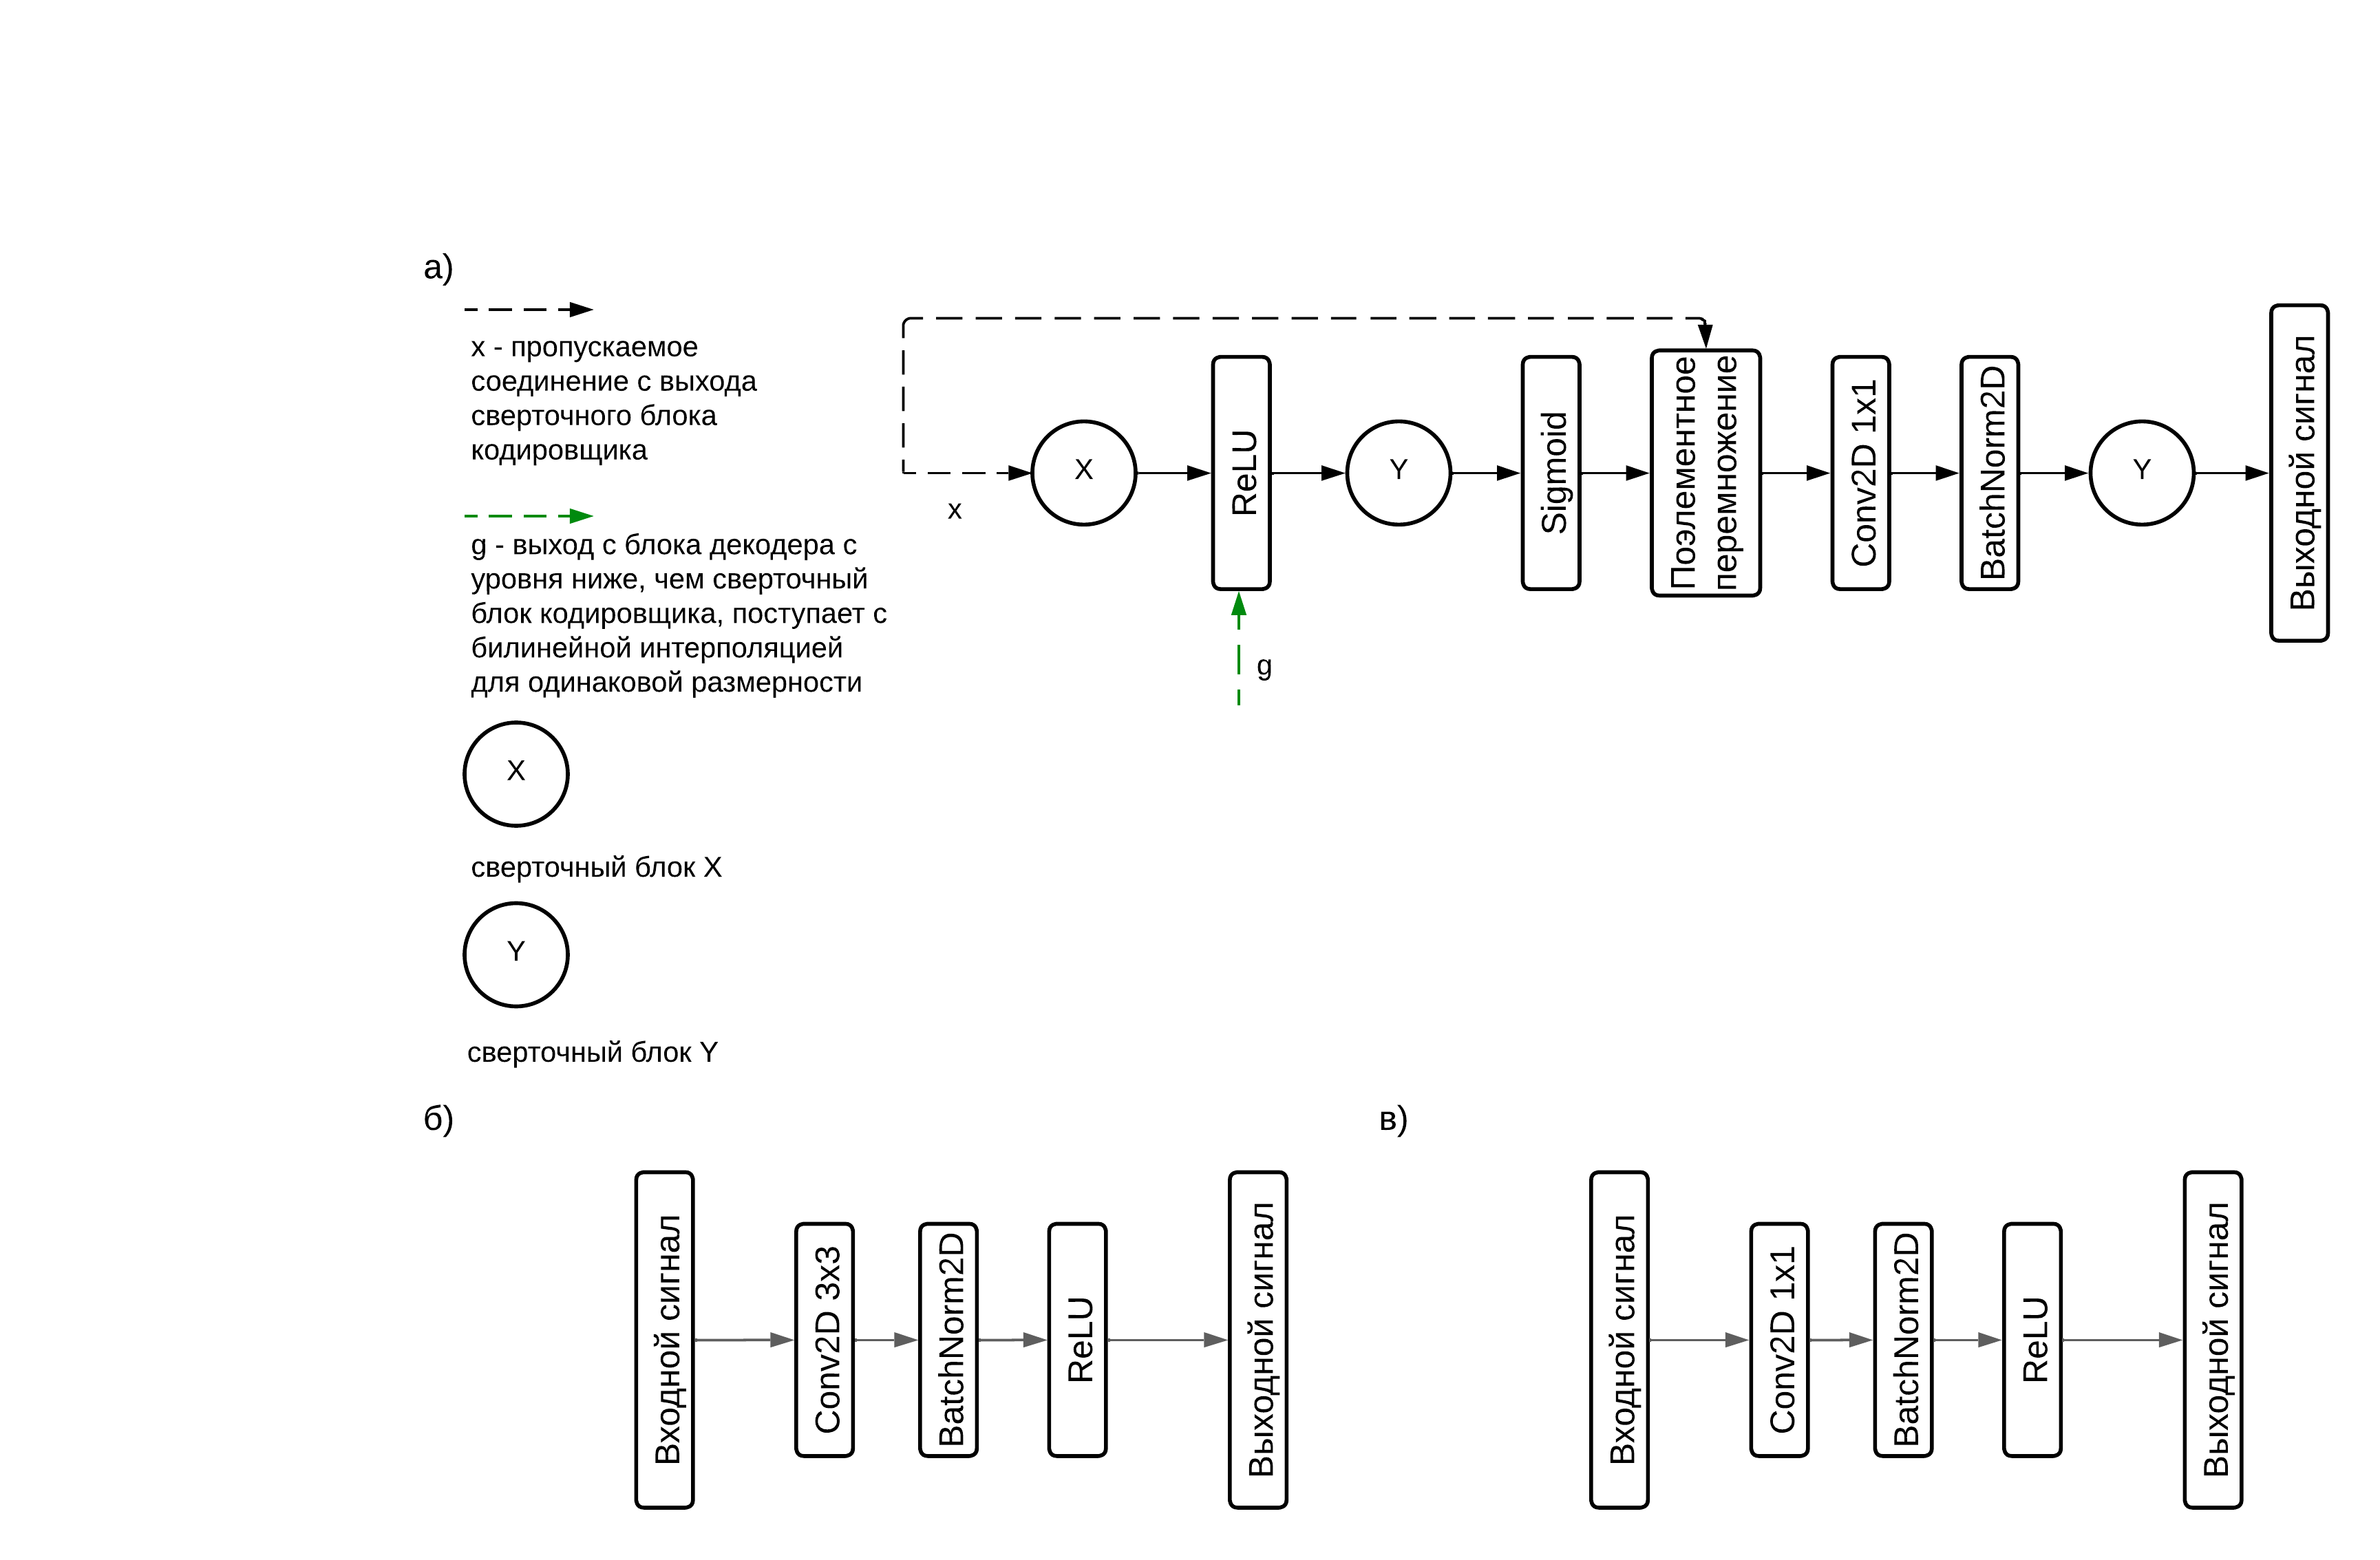 а)
x - пропускаемое
соединение с выхода
сверточного блока
кодировщика
g - выход с блока декодера с
уровня ниже, чем сверточный
блок кодировщика, поступает с
билинейной интерполяцией
для одинаковой размерности
X
сверточный блок X
Y
сверточный блок Y
x
X
ReLU
g
Y
Sigmoid
Поэлементное
перемножение
Conv2D 1x1
BatchNorm2D
Y
Выходной сигнал
б)
Входной сигнал
Conv2D 3x3
BatchNorm2D
ReLU
Выходной сигнал
в)
Входной сигнал
Conv2D 1x1
BatchNorm2D
ReLU
Выходной сигнал